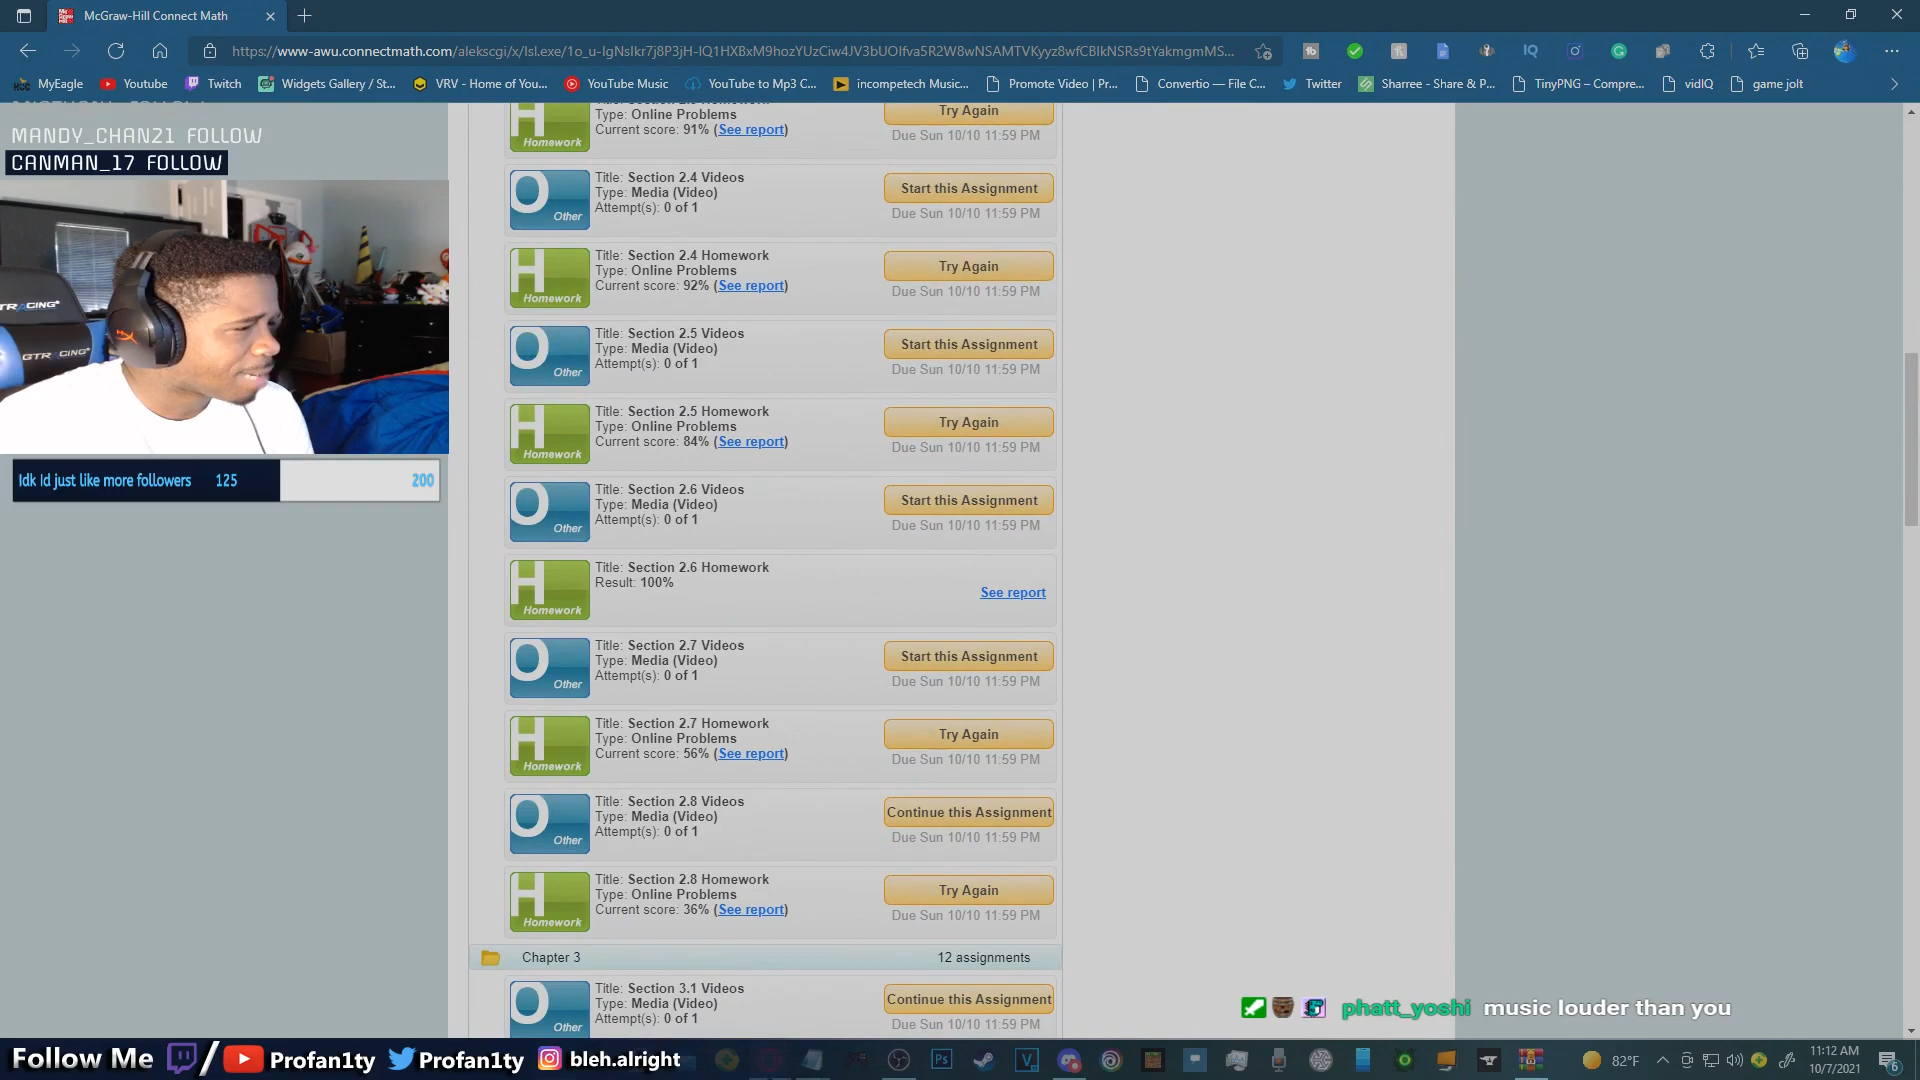 McGraw-Hill Connect Math
https://www-awu.connectmath.com/alekscgi/x/Isl.exe/1o_u-IgNsIkr7j8P3jH-IQ1HXBxM9hozYUzCiw4JV3bUOIfva5R2W8wNSAMTVKyyz8wfCBIkNSRs9tYakmgmMS...
MyEagle
Youtube
Twitch
Widgets Gallery / St...
VRV - Home of You...
YouTube Music
YouTube to Mp3 C...
incompetech Music...
Promote Video | Pr...
Convertio — File C...
Twitter
Sharree - Share & P...
TinyPNG – Compre...
vidIQ
game jolt
MANDY_CHAN21 FOLLOW
CANMAN_17 FOLLOW
GTRACING
Idk Id just like more followers 125 200
Homework
Type: Online Problems
Current score: 91% (See report)
Try Again
Due Sun 10/10 11:59 PM
O Other
Title: Section 2.4 Videos
Type: Media (Video)
Attempt(s): 0 of 1
Start this Assignment
Due Sun 10/10 11:59 PM
H Homework
Title: Section 2.4 Homework
Type: Online Problems
Current score: 92% (See report)
Try Again
Due Sun 10/10 11:59 PM
O Other
Title: Section 2.5 Videos
Type: Media (Video)
Attempt(s): 0 of 1
Start this Assignment
Due Sun 10/10 11:59 PM
H Homework
Title: Section 2.5 Homework
Type: Online Problems
Current score: 84% (See report)
Try Again
Due Sun 10/10 11:59 PM
O Other
Title: Section 2.6 Videos
Type: Media (Video)
Attempt(s): 0 of 1
Start this Assignment
Due Sun 10/10 11:59 PM
H Homework
Title: Section 2.6 Homework
Result: 100%
See report
O Other
Title: Section 2.7 Videos
Type: Media (Video)
Attempt(s): 0 of 1
Start this Assignment
Due Sun 10/10 11:59 PM
H Homework
Title: Section 2.7 Homework
Type: Online Problems
Current score: 56% (See report)
Try Again
Due Sun 10/10 11:59 PM
O Other
Title: Section 2.8 Videos
Type: Media (Video)
Attempt(s): 0 of 1
Continue this Assignment
Due Sun 10/10 11:59 PM
H Homework
Title: Section 2.8 Homework
Type: Online Problems
Current score: 36% (See report)
Try Again
Due Sun 10/10 11:59 PM
Chapter 3 12 assignments
O Other
Title: Section 3.1 Videos
Type: Media (Video)
Attempt(s): 0 of 1
Continue this Assignment
Due Sun 10/10 11:59 PM
phatt_yoshi music louder than you
Follow Me / Profan1ty Profan1ty bleh.alright
82°F
11:12 AM
10/7/2021
6